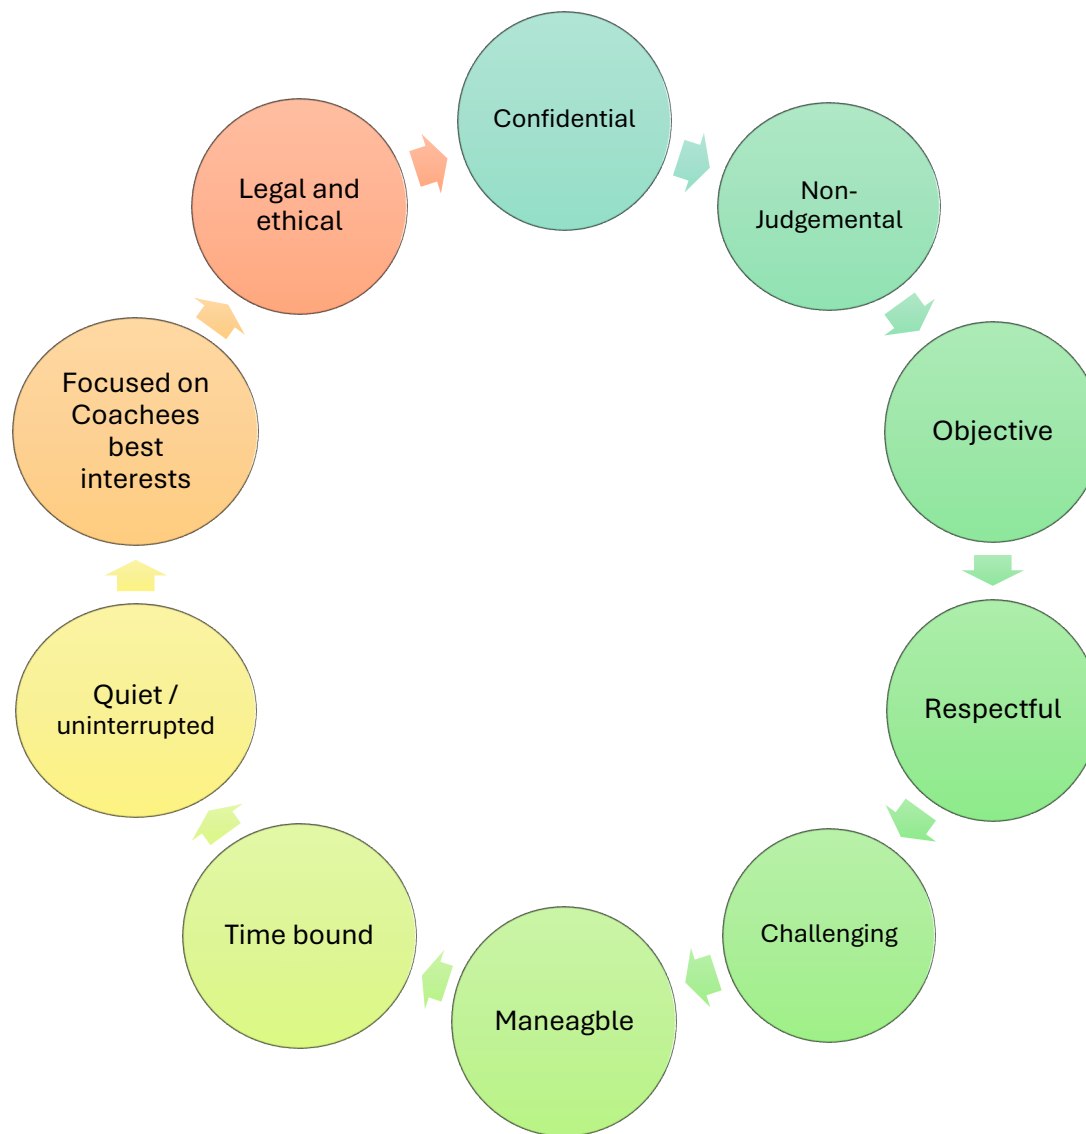 Confidential
Non-
Judgemental
Objective
Respectful
Challenging
Maneagble
Time bound
Quiet /
uninterrupted
Focused on
Coachees
best
interests
Legal and
ethical